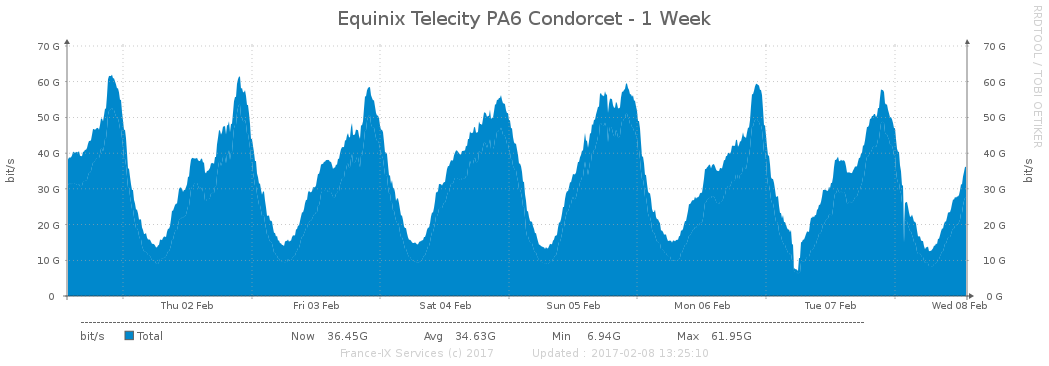 Equinix Telecity PA6 Condorcet - 1 Week
RRDTOOL / TOBI OETIKER
bit/s
70 G
60 G
50 G
40 G
30 G
20 G
10 G
0
70 G
60 G
50 G
40 G
30 G
20 G
10 G
0 G
bit/s
Thu 02 Feb Fri 03 Feb Sat 04 Feb Sun 05 Feb Mon 06 Feb Tue 07 Feb Wed 08 Feb
bit/s Total Now 36.45G Avg 34.63G Min 6.94G Max 61.95G
France-IX Services (c) 2017 Updated : 2017-02-08 13:25:10